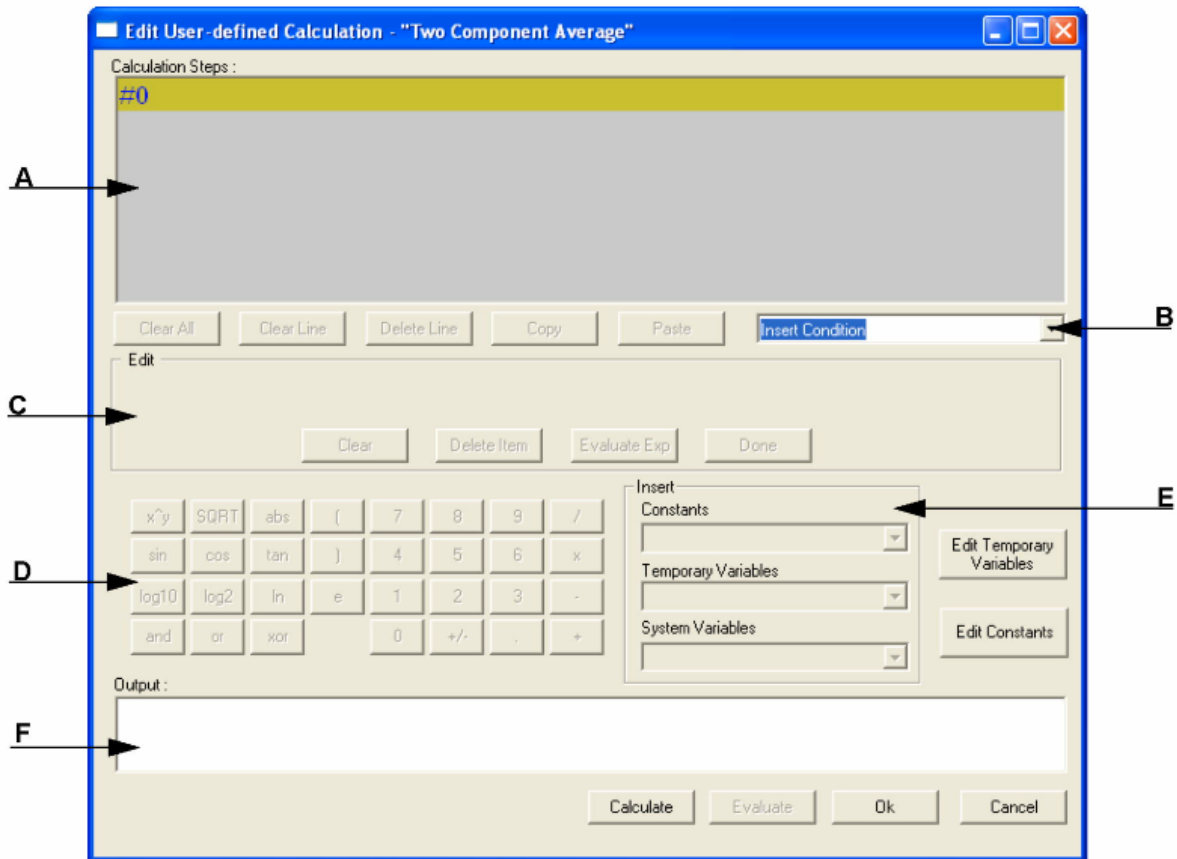 Edit User-defined Calculation - "Two Component Average"
Calculation Steps :
#0
A
Clear All Clear Line Delete Line Copy Paste Insert Condition
B
Edit
C
Clear Delete Item Evaluate Exp Done
x^y SQRT abs ( 7 8 9 /
sin cos tan ) 4 5 6 x
log10 log2 ln e 1 2 3 -
and or xor 0 +/- . +
D
Insert
Constants
Temporary Variables
System Variables
E
Edit Temporary
Variables
Edit Constants
Output :
F
Calculate Evaluate Ok Cancel